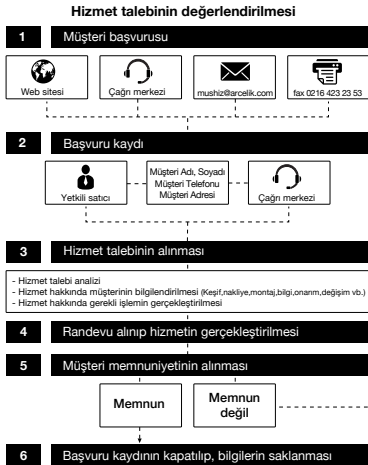 Hizmet talebinin değerlendirilmesi
1 Müşteri başvurusu
Web sitesi
Çağrı merkezi
mushiz@arcelik.com
fax 0216 423 23 53
2 Başvuru kaydı
Yetkili satıcı
Müşteri Adı, Soyadı
Müşteri Telefonu
Müşteri Adresi
Çağrı merkezi
3 Hizmet talebinin alınması
- Hizmet talebi analizi
- Hizmet hakkında müşterinin bilgilendirilmesi (Keşif,nakliye,montaj,bilgi,onarım,değişim vb.)
- Hizmet hakkında gerekli işlemin gerçekleştirilmesi
4 Randevu alınıp hizmetin gerçekleştirilmesi
5 Müşteri memnuniyetinin alınması
Memnun
Memnun
değil
6 Başvuru kaydının kapatılıp, bilgilerin saklanması